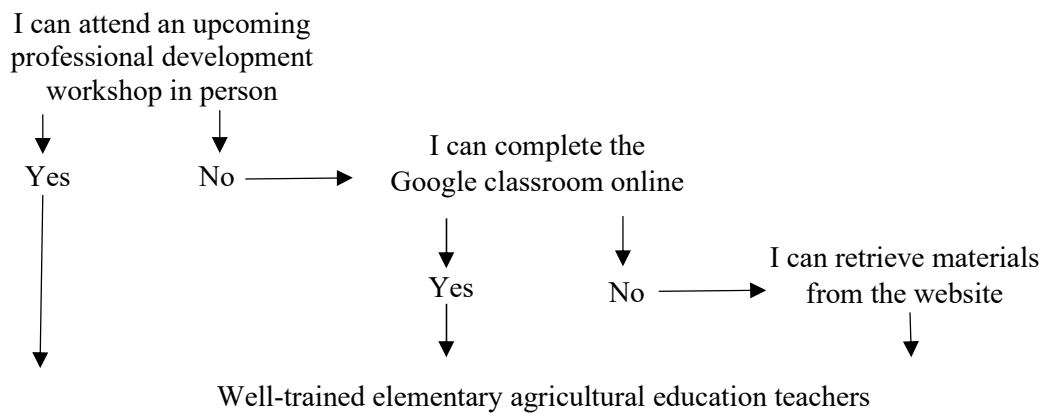 I can attend an upcoming
professional development
workshop in person
Yes
No
I can complete the
Google classroom online
Yes
No
I can retrieve materials
from the website
Well-trained elementary agricultural education teachers